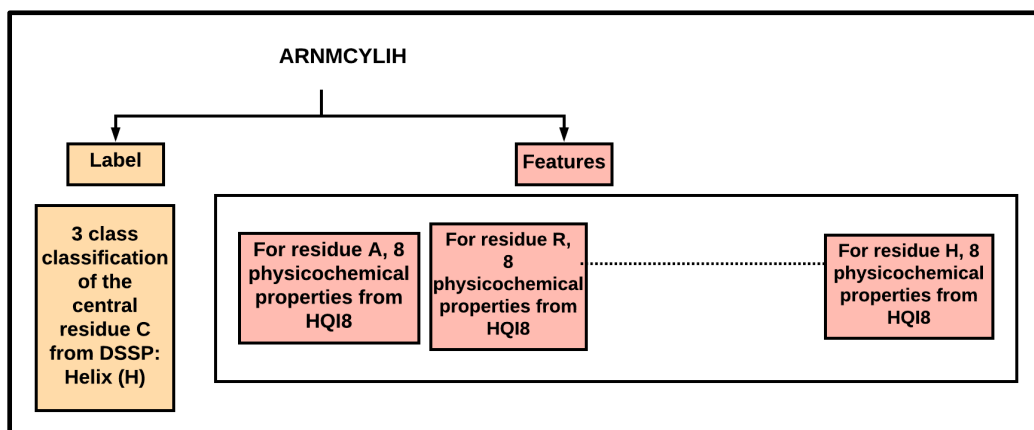 ARNMCYLIH
Label
Features
3 class
classification
of the
central
residue C
from DSSP:
Helix (H)
For residue A, 8
physicochemical
properties from
HQI8
For residue R,
8
physicochemical
properties from
HQI8
For residue H, 8
physicochemical
properties from
HQI8